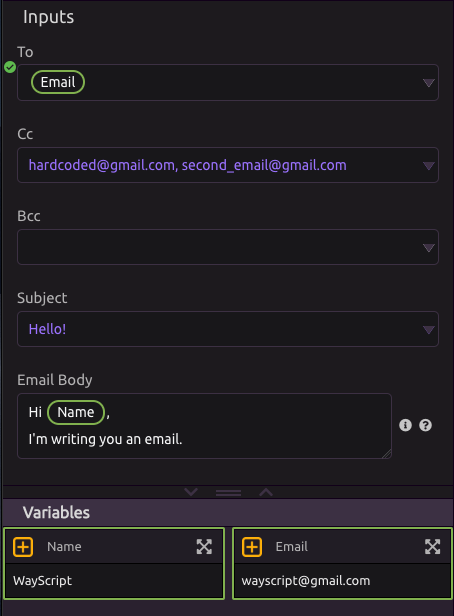 Inputs
To
Email
Cc
hardcoded@gmail.com, second_email@gmail.com
Bcc
Subject
Hello!
Email Body
Hi Name ,
I'm writing you an email.
Variables
Name
Email
WayScript
wayscript@gmail.com